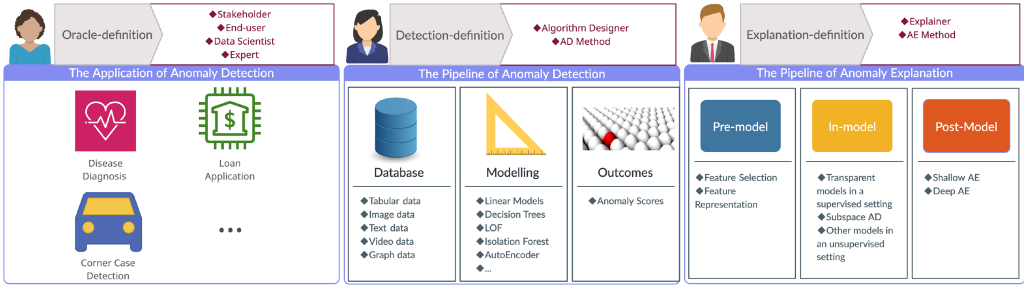 Oracle-definition
◆Stakeholder
◆End-user
◆Data Scientist
◆Expert
The Application of Anomaly Detection
Disease
Diagnosis
Loan
Application
Corner Case
Detection
...
Detection-definition
◆Algorithm Designer
◆AD Method
The Pipeline of Anomaly Detection
Database
◆Tabular data
◆Image data
◆Text data
◆Video data
◆Graph data
Modelling
◆Linear Models
◆Decision Trees
◆LOF
◆Isolation Forest
◆AutoEncoder
◆...
Outcomes
◆Anomaly Scores
Explanation-definition
◆Explainer
◆AE Method
The Pipeline of Anomaly Explanation
Pre-model
◆Feature Selection
◆Feature
Representation
In-model
◆Transparent
models in a
supervised setting
◆Subspace AD
◆Other models in
an unsupervised
setting
Post-Model
◆Shallow AE
◆Deep AE